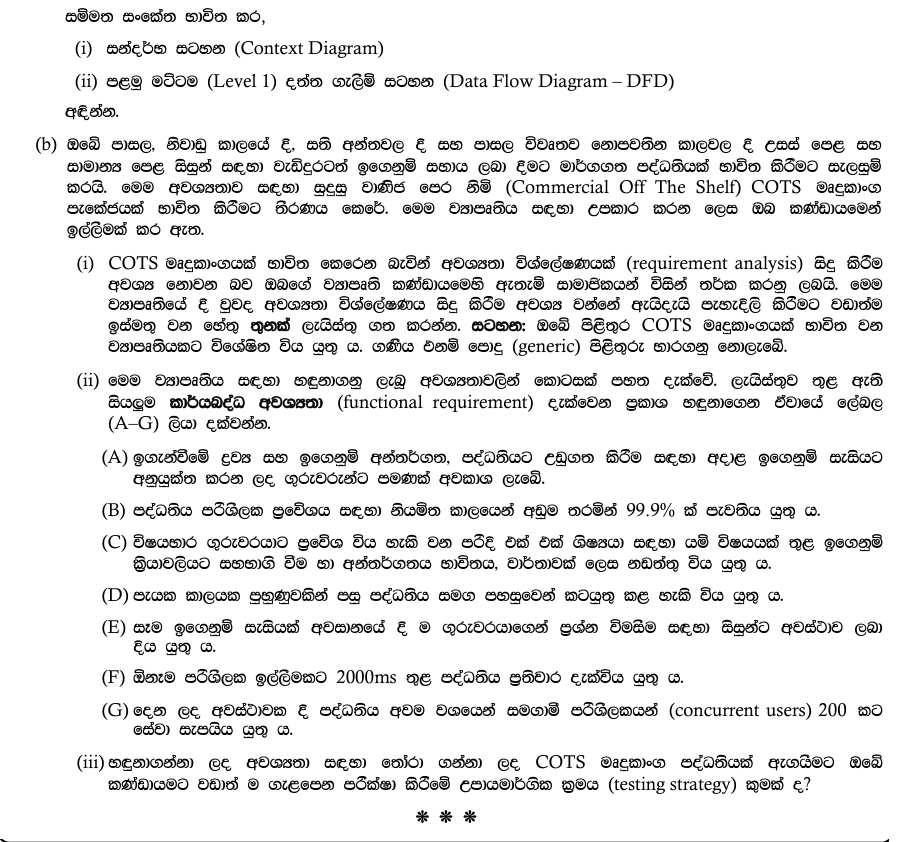 සම්මත සංකේත භාවිත කර,
(i) සන්දර්භ සටහන (Context Diagram)
(ii) පළමු මට්ටම (Level 1) දත්ත ගැලීම් සටහන (Data Flow Diagram – DFD)
අඳින්න.
(b) ඔබේ පාසල, නිවාඩු කාලයේ දී, සති අන්තවල දී සහ පාසල විවෘතව නොපවතින කාලවල දී උසස් පෙළ සහ
සාමාන්‍ය පෙළ සිසුන් සඳහා වැඩිදුරටත් ඉගෙනුම් සහාය ලබා දීමට මාර්ගගත පද්ධතියක් භාවිත කිරීමට සැලසුම්
කරයි. මෙම අවශ්‍යතාව සඳහා සුදුසු වාණිජ පෙර නිමි (Commercial Off The Shelf) COTS මෘදුකාංග
පැකේජයක් භාවිත කිරීමට තීරණය කෙරේ. මෙම ව්‍යාපෘතිය සඳහා උපකාර කරන ලෙස ඔබ කණ්ඩායමෙන්
ඉල්ලීමක් කර ඇත.
(i) COTS මෘදුකාංගයක් භාවිත කෙරෙන බැවින් අවශ්‍යතා විශ්ලේෂණයක් (requirement analysis) සිදු කිරීම
අවශ්‍ය නොවන බව ඔබගේ ව්‍යාපෘති කණ්ඩායමෙහි ඇතැම් සාමාජිකයන් විසින් තර්ක කරනු ලබයි. මෙම
ව්‍යාපෘතියේ දී වුවද අවශ්‍යතා විශ්ලේෂණය සිදු කිරීම අවශ්‍ය වන්නේ ඇයිදැයි පැහැදිලි කිරීමට වඩාත්ම
ඉස්මතු වන හේතු තුනක් ලැයිස්තු ගත කරන්න. සටහන: ඔබේ පිළිතුර COTS මෘදුකාංගයක් භාවිත වන
ව්‍යාපෘතියකට විශේෂිත විය යුතු ය. ගණීය එනම් පොදු (generic) පිළිතුරු භාරගනු නොලැබේ.
(ii) මෙම ව්‍යාපෘතිය සඳහා හඳුනාගනු ලැබූ අවශ්‍යතාවලින් කොටසක් පහත දැක්වේ. ලැයිස්තුව තුළ ඇති
සියලුම කාර්යබද්ධ අවශ්‍යතා (functional requirement) දැක්වෙන ප්‍රකාශ හඳුනාගෙන ඒවායේ ලේබල
(A–G) ලියා දක්වන්න.
(A) ඉගැන්වීමේ ද්‍රව්‍ය සහ ඉගෙනුම් අන්තර්ගත, පද්ධතියට උඩුගත කිරීම සඳහා අදාළ ඉගෙනුම් සැසියට
අනුයුක්ත කරන ලද ගුරුවරුන්ට පමණක් අවකාශ ලැබේ.
(B) පද්ධතිය පරිශීලක ප්‍රවේශය සඳහා නියමිත කාලයෙන් අඩුම තරමින් 99.9% ක් පැවතිය යුතු ය.
(C) විෂයභාර ගුරුවරයාට ප්‍රවේශ විය හැකි වන පරිදි එක් එක් ශිෂ්‍යයා සඳහා යම් විෂයයක් තුළ ඉගෙනුම්
ක්‍රියාවලියට සහභාගි වීම හා අන්තර්ගතය භාවිතය, වාර්තාවක් ලෙස නඩත්තු විය යුතු ය.
(D) පැයක කාලයක පුහුණුවකින් පසු පද්ධතිය සමග පහසුවෙන් කටයුතු කළ හැකි විය යුතු ය.
(E) සෑම ඉගෙනුම් සැසියක් අවසානයේ දී ම ගුරුවරයාගෙන් ප්‍රශ්න විමසීම සඳහා සිසුන්ට අවස්ථාව ලබා
දිය යුතු ය.
(F) ඕනෑම පරිශීලක ඉල්ලීමකට 2000ms තුළ පද්ධතිය ප්‍රතිචාර දැක්විය යුතු ය.
(G) දෙන ලද අවස්ථාවක දී පද්ධතිය අවම වශයෙන් සමගාමී පරිශීලකයන් (concurrent users) 200 කට
සේවා සැපයිය යුතු ය.
(iii) හඳුනාගන්නා ලද අවශ්‍යතා සඳහා තෝරා ගන්නා ලද COTS මෘදුකාංග පද්ධතියක් ඇගයීමට ඔබේ
කණ්ඩායමට වඩාත් ම ගැළපෙන පරීක්ෂා කිරීමේ උපායමාර්ගික ක්‍රමය (testing strategy) කුමක් ද?
* * *